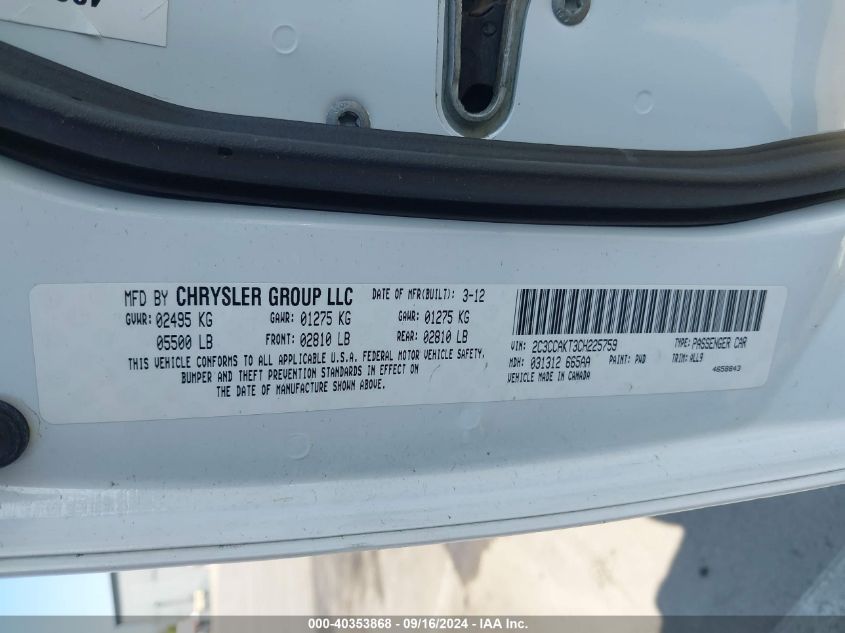 MFD BY CHRYSLER GROUP LLC DATE OF MFR(BUILT): 3-12
GVWR: 02495 KG GAWR: 01275 KG GAWR: 01275 KG
05500 LB FRONT: 02810 LB REAR: 02810 LB
THIS VEHICLE CONFORMS TO ALL APPLICABLE U.S.A. FEDERAL MOTOR VEHICLE SAFETY,
BUMPER AND THEFT PREVENTION STANDARDS IN EFFECT ON
THE DATE OF MANUFACTURE SHOWN ABOVE.
VIN: 2C3CCAKT3CH225759 TYPE: PASSENGER CAR
MDH: 031312 665AA PAINT: PWD TRIM: ALL9
VEHICLE MADE IN CANADA 4658843
000-40353868 - 09/16/2024 - IAA Inc.